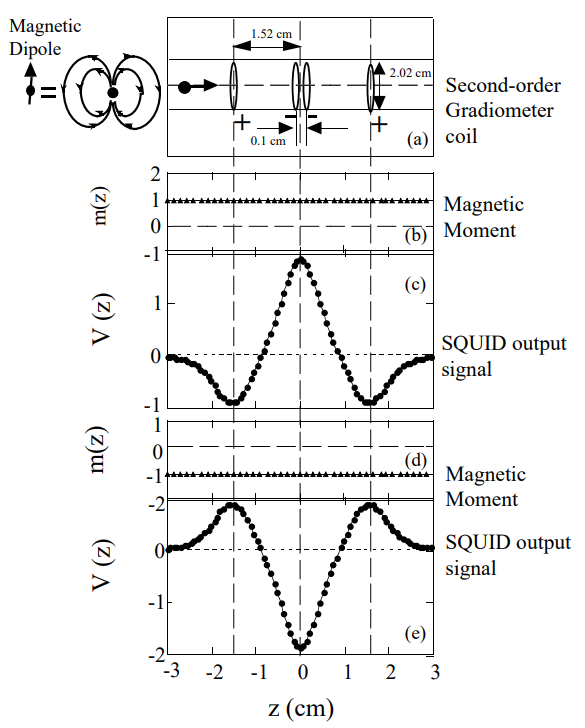 Magnetic
Dipole
=
1.52 cm
2.02 cm
+ - - +
0.1 cm
(a)
Second-order
Gradiometer
coil
m(z)
2
1
0
-1
(b)
Magnetic
Moment
V (z)
1
0
-1
(c)
SQUID output
signal
m(z)
1
0
-1
-2
(d)
Magnetic
Moment
V (z)
0
-1
-2
(e)
SQUID output
signal
-3 -2 -1 0 1 2 3
z (cm)